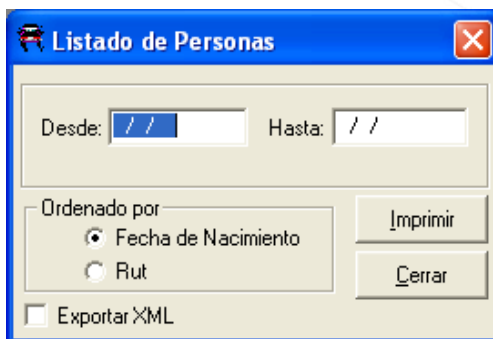 Listado de Personas
Desde: / / Hasta: / /
Ordenado por
Fecha de Nacimiento
Rut
Imprimir
Cerrar
Exportar XML